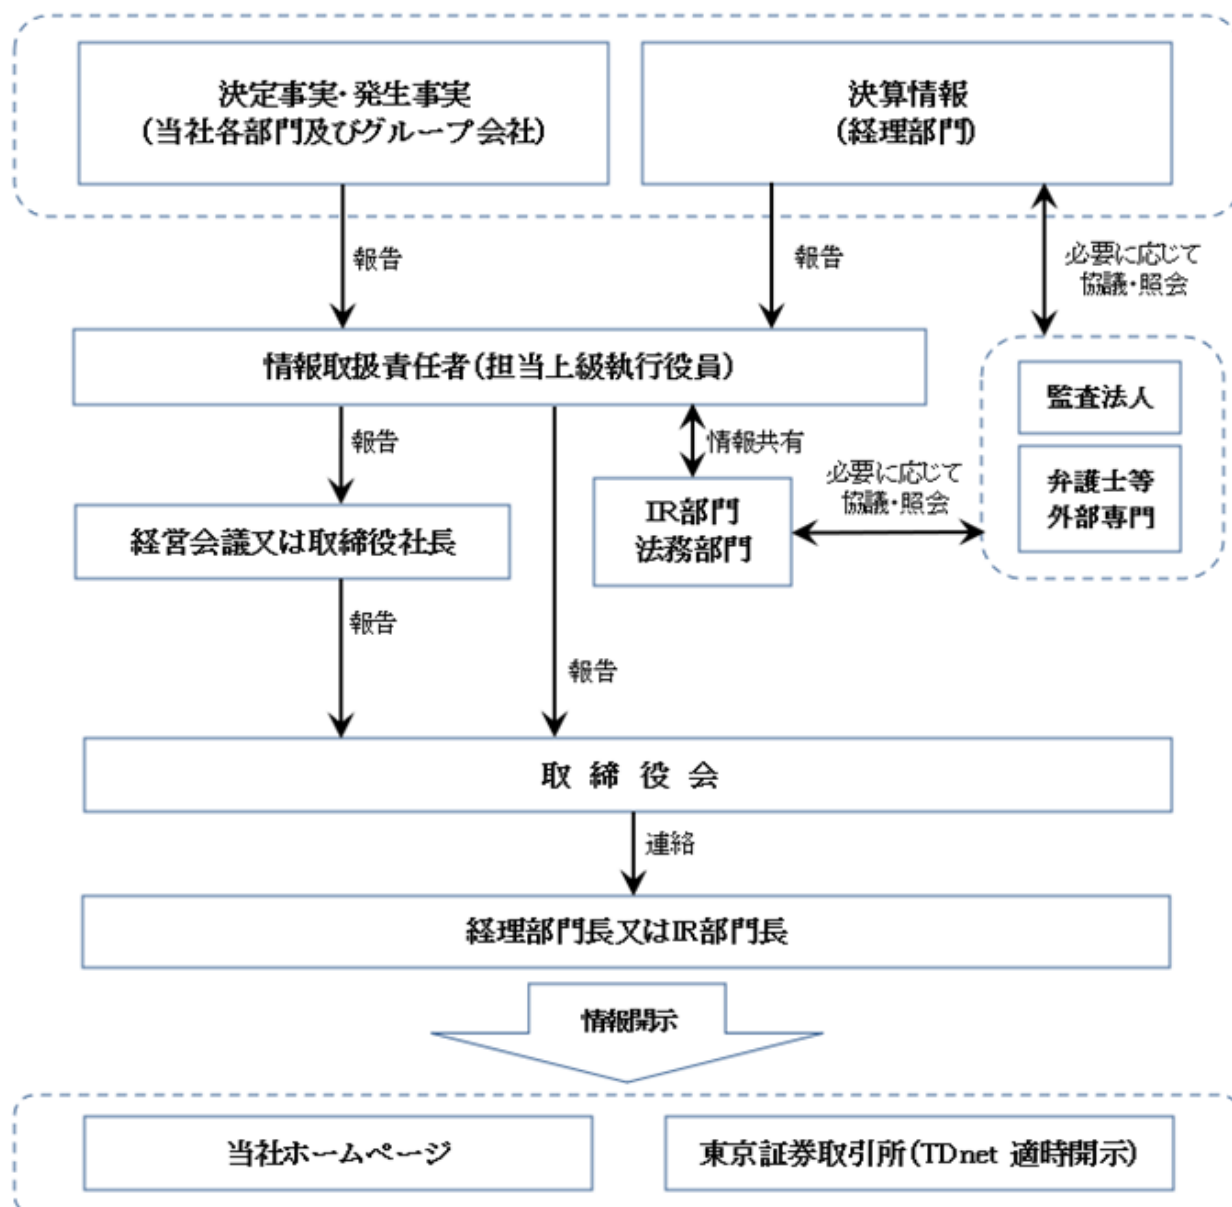 決定事実・発生事実
(当社各部門及びグループ会社)
決算情報
(経理部門)
報告
報告
必要に応じて
協議・照会
情報取扱責任者(担当上級執行役員)
監査法人
報告
情報共有
弁護士等
外部専門
必要に応じて
協議・照会
IR部門
法務部門
経営会議又は取締役社長
報告
報告
取 締 役 会
連絡
経理部門長又はIR部門長
情報開示
当社ホームページ
東京証券取引所(TDnet 適時開示)